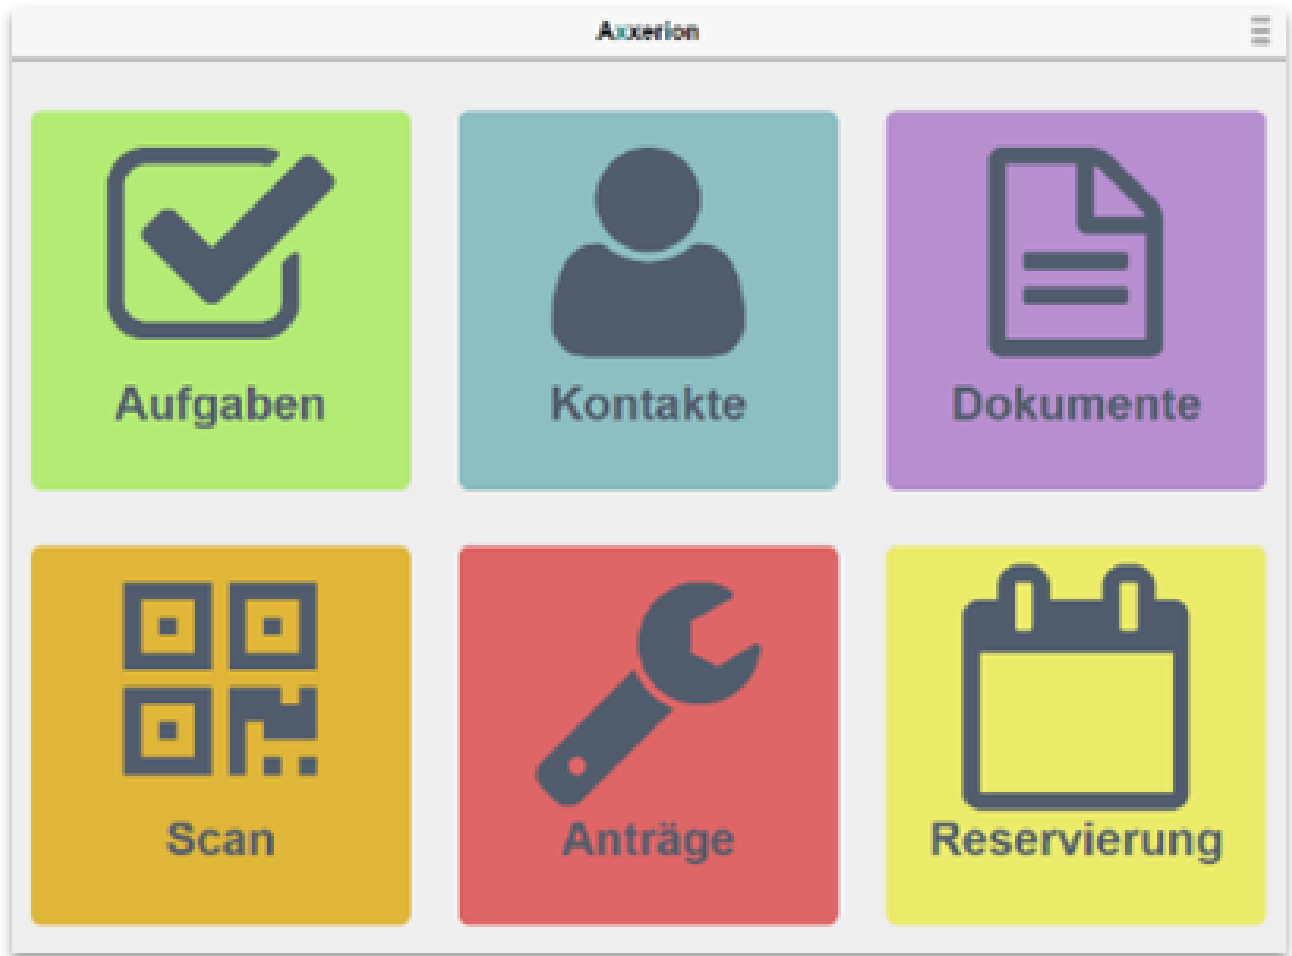 Axxerion
Aufgaben
Kontakte
Dokumente
Scan
Anträge
Reservierung